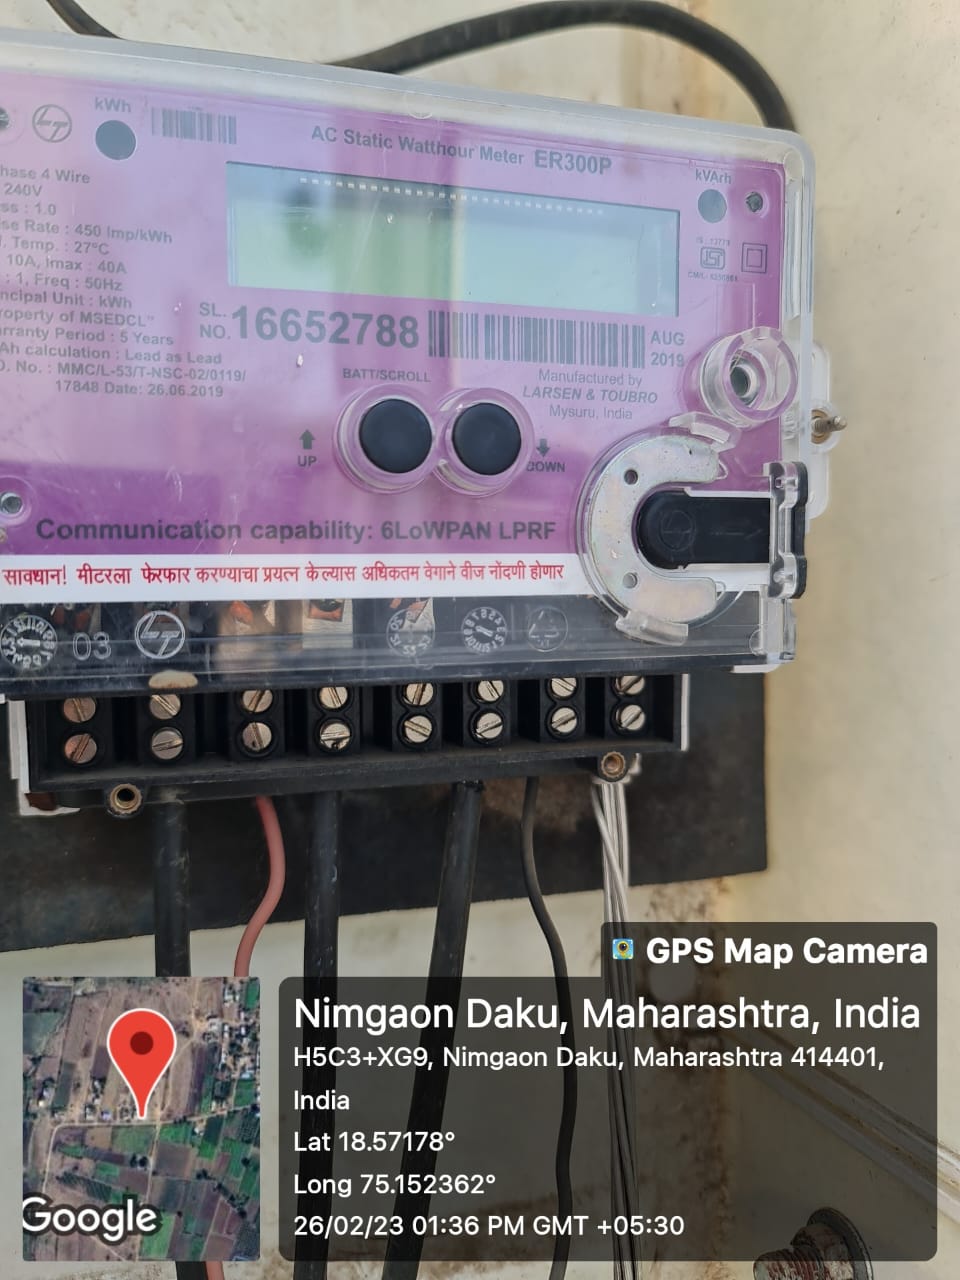 kWh
AC Static Watthour Meter ER300P
kVArh
hase 4 Wire
240V
ss : 1.0
se Rate : 450 Imp/kWh
. Temp. : 27°C
10A, Imax : 40A
: 1, Freq : 50Hz
ncipal Unit : kWh
roperty of MSEDCL"
arranty Period : 5 Years
Ah calculation : Lead as Lead
O. No. : MMC/L-53/T-NSC-02/0119/
17848 Date: 26.06.2019
SL. NO. 16652788
AUG
2019
Manufactured by
LARSEN & TOUBRO
Mysuru, India
BATT/SCROLL
UP
DOWN
Communication capability: 6LoWPAN LPRF
सावधान! मीटरला फेरफार करण्याचा प्रयत्न केल्यास अधिकतम वेगाने वीज नोंदणी होणार
03
GPS Map Camera
Nimgaon Daku, Maharashtra, India
H5C3+XG9, Nimgaon Daku, Maharashtra 414401,
India
Lat 18.57178°
Long 75.152362°
26/02/23 01:36 PM GMT +05:30
Google